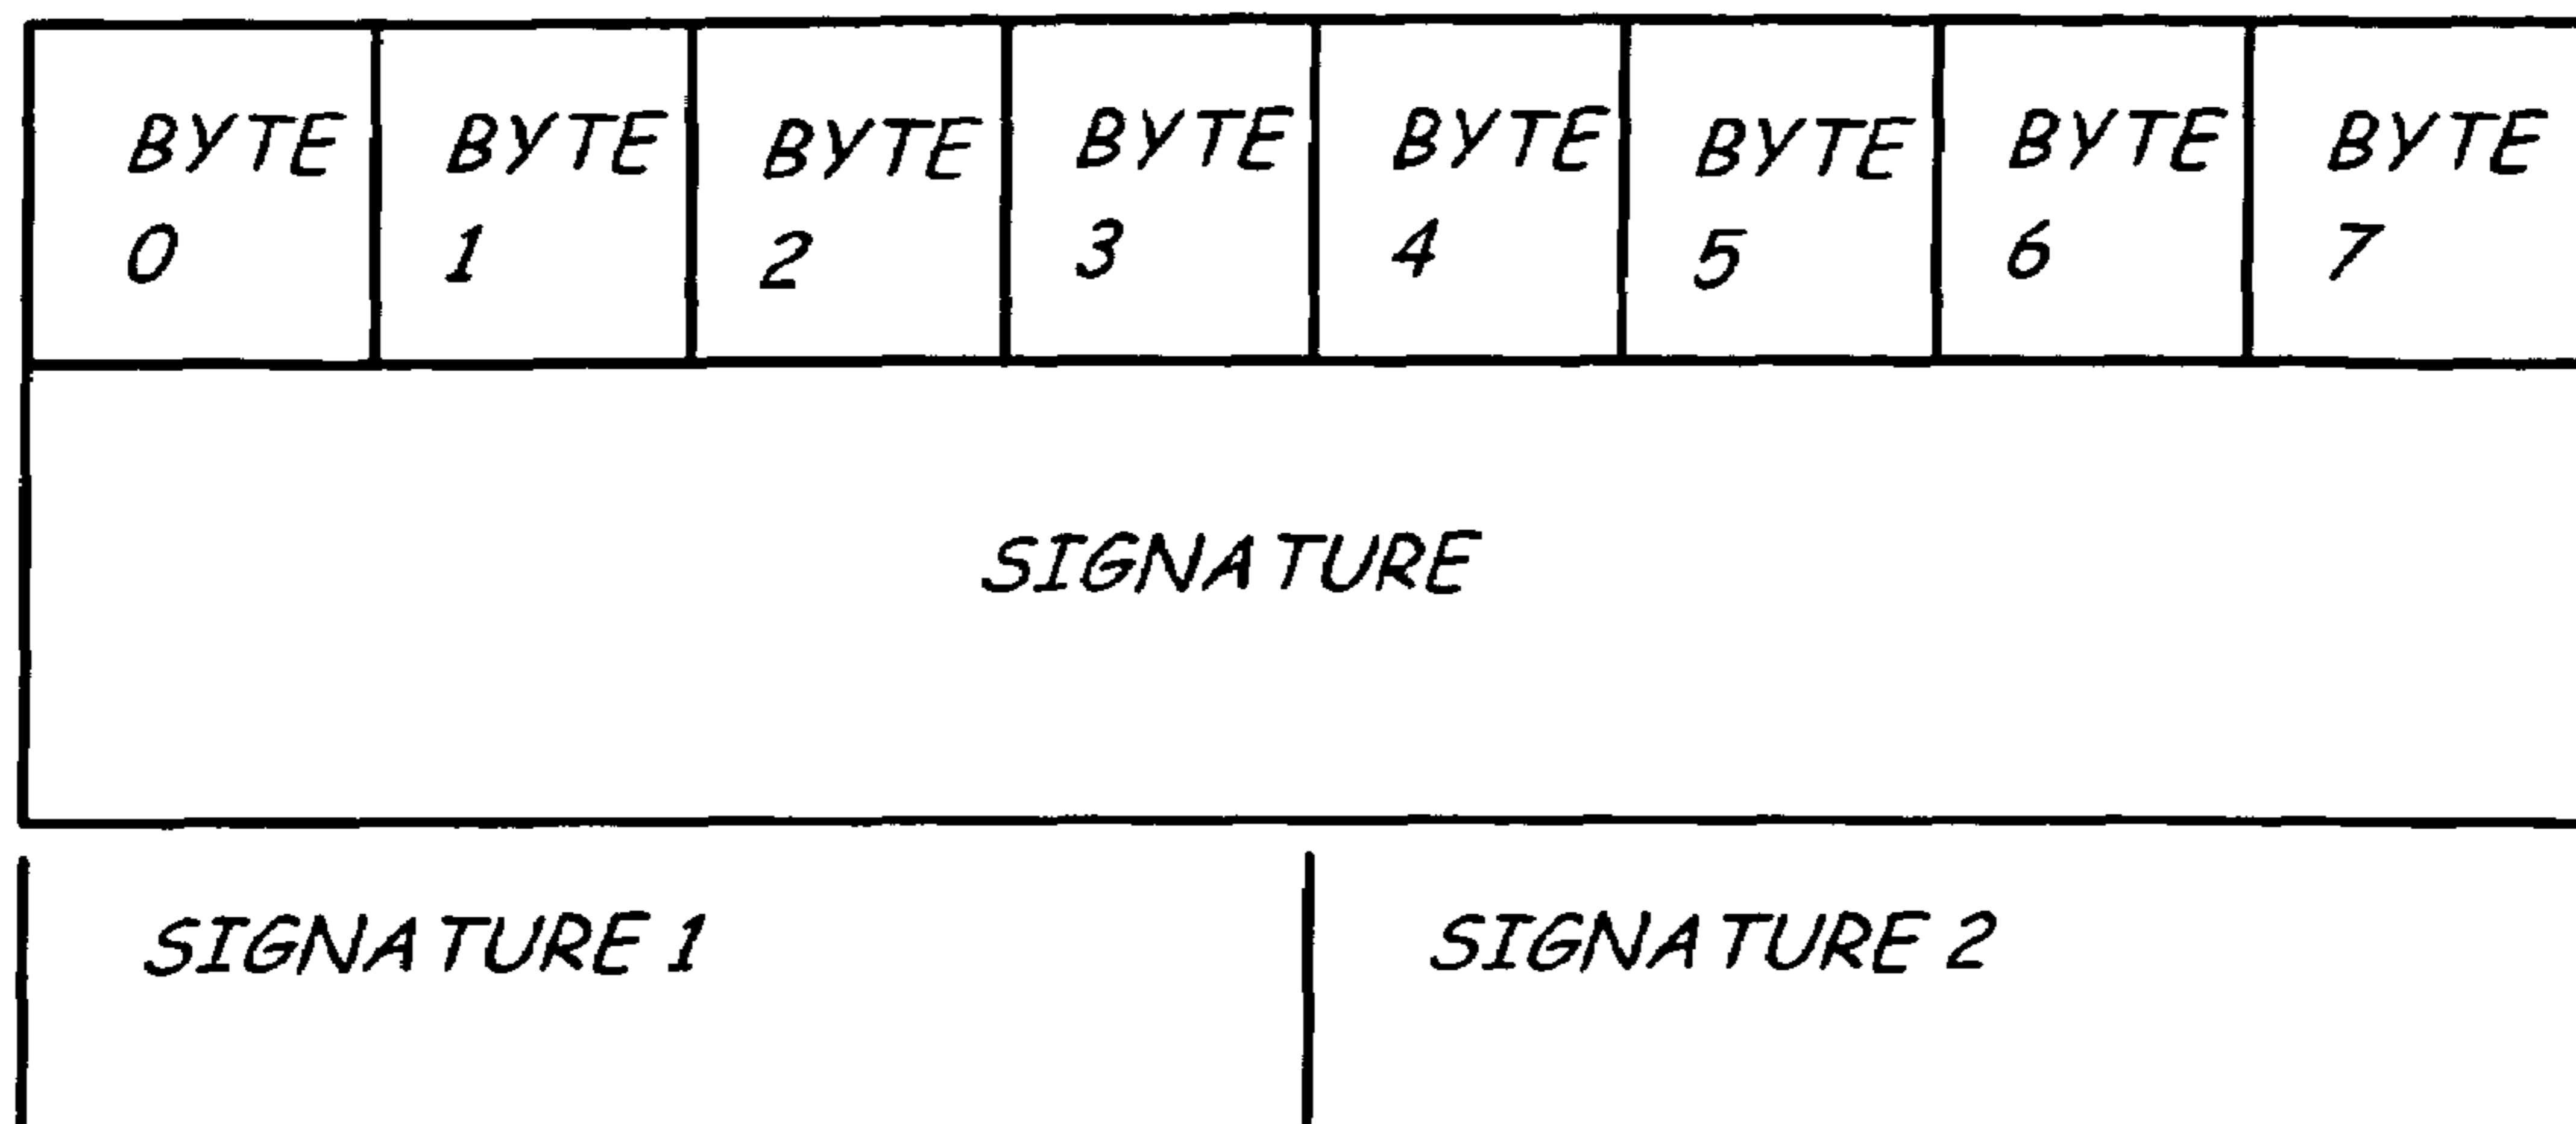 BYTE BYTE BYTE BYTE BYTE BYTE BYTE BYTE
0 1 2 3 4 5 6 7
SIGNATURE
SIGNATURE 1 SIGNATURE 2